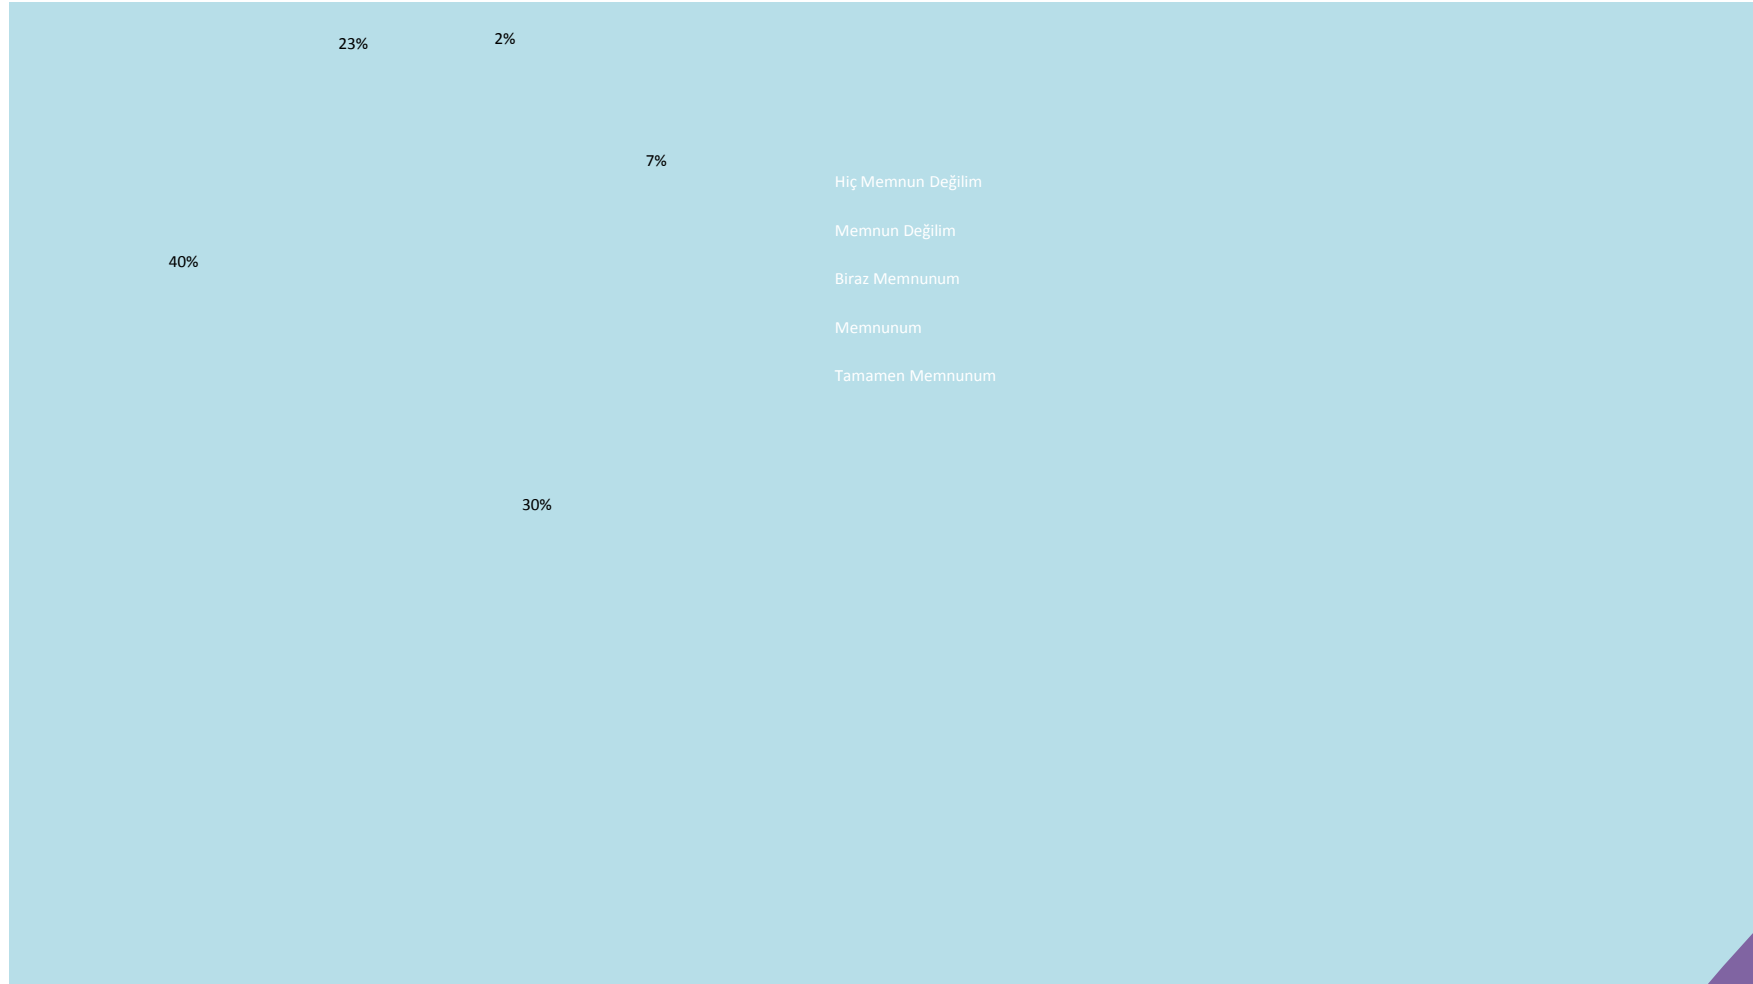 23%
2%
7%
40%
30%
Hiç Memnun Değilim
Memnun Değilim
Biraz Memnunum
Memnunum
Tamamen Memnunum